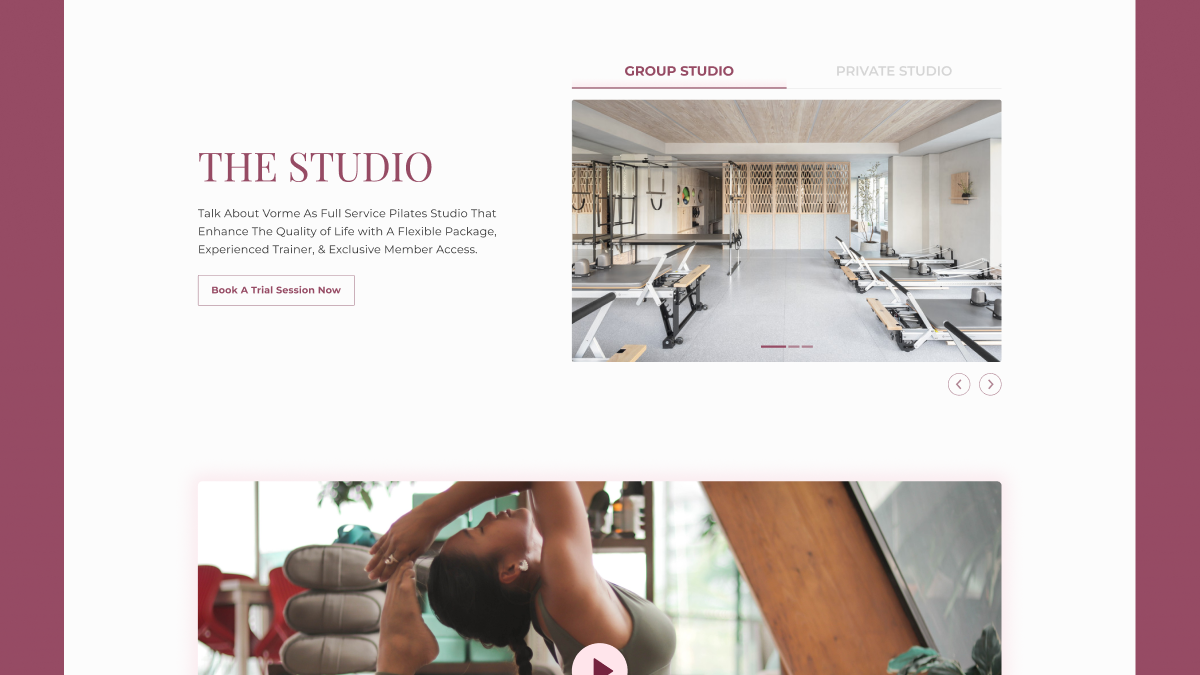 GROUP STUDIO
PRIVATE STUDIO
THE STUDIO
Talk About Vorme As Full Service Pilates Studio That
Enhance The Quality of Life with A Flexible Package,
Experienced Trainer, & Exclusive Member Access.
Book A Trial Session Now